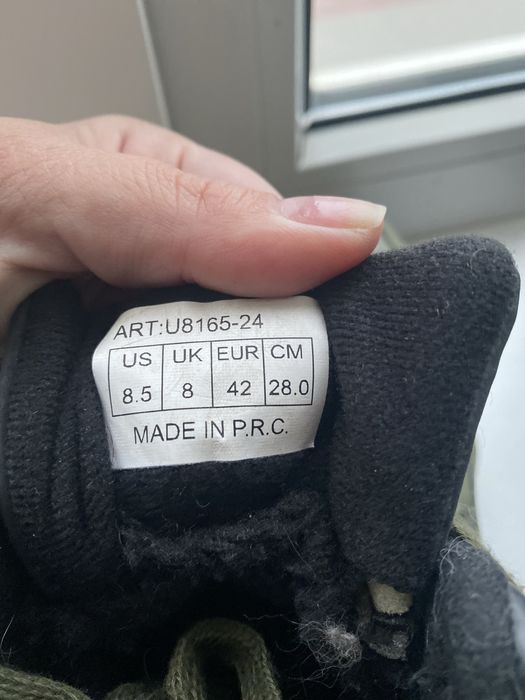 ART:U8165-24
US UK EUR CM
8.5 8 42 28.0
MADE IN P.R.C.